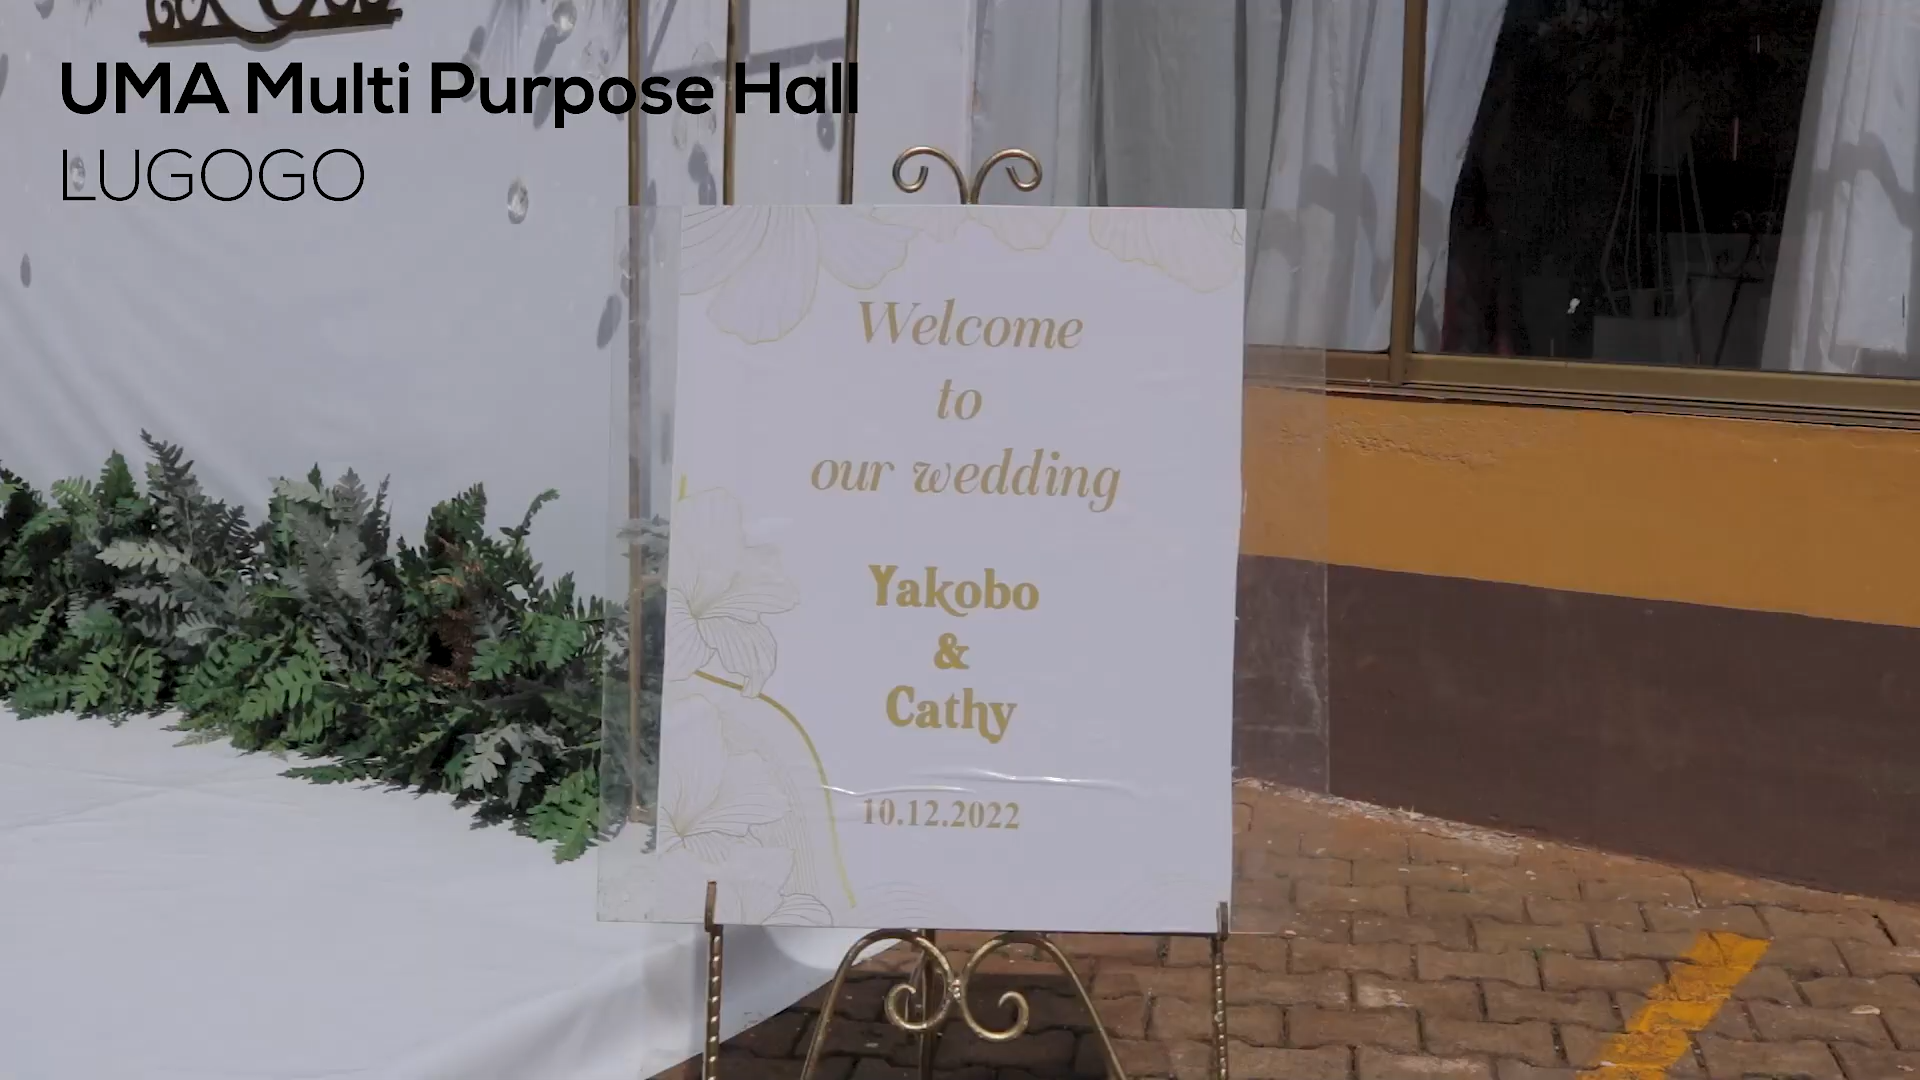 UMA Multi Purpose Hall
LUGOGO
Welcome
to
our wedding
Yakobo
&
Cathy
10.12.2022